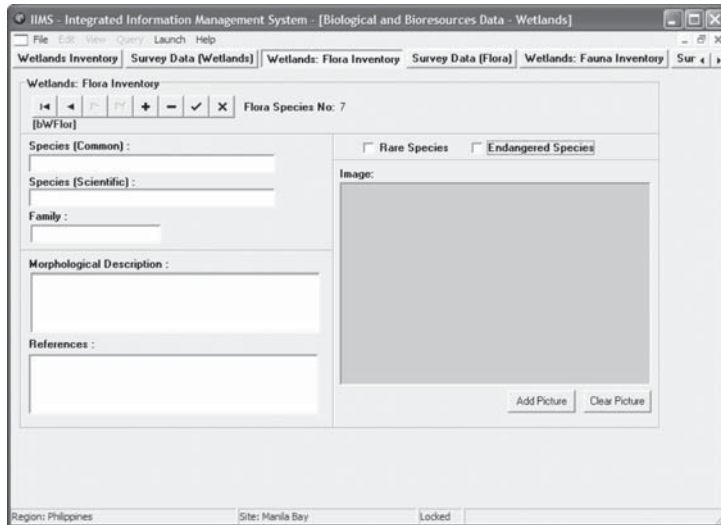 IIMS - Integrated Information Management System - [Biological and Bioresources Data - Wetlands]
File Edit View Query Launch Help
Wetlands Inventory Survey Data (Wetlands) Wetlands: Flora Inventory Survey Data (Flora) Wetlands: Fauna Inventory Sur
Wetlands: Flora Inventory
Flora Species No: 7
[bWFlor]
Species (Common) :
Rare Species Endangered Species
Image:
Species (Scientific) :
Family :
Morphological Description :
References :
Add Picture Clear Picture
Region: Philippines Site: Manila Bay Locked